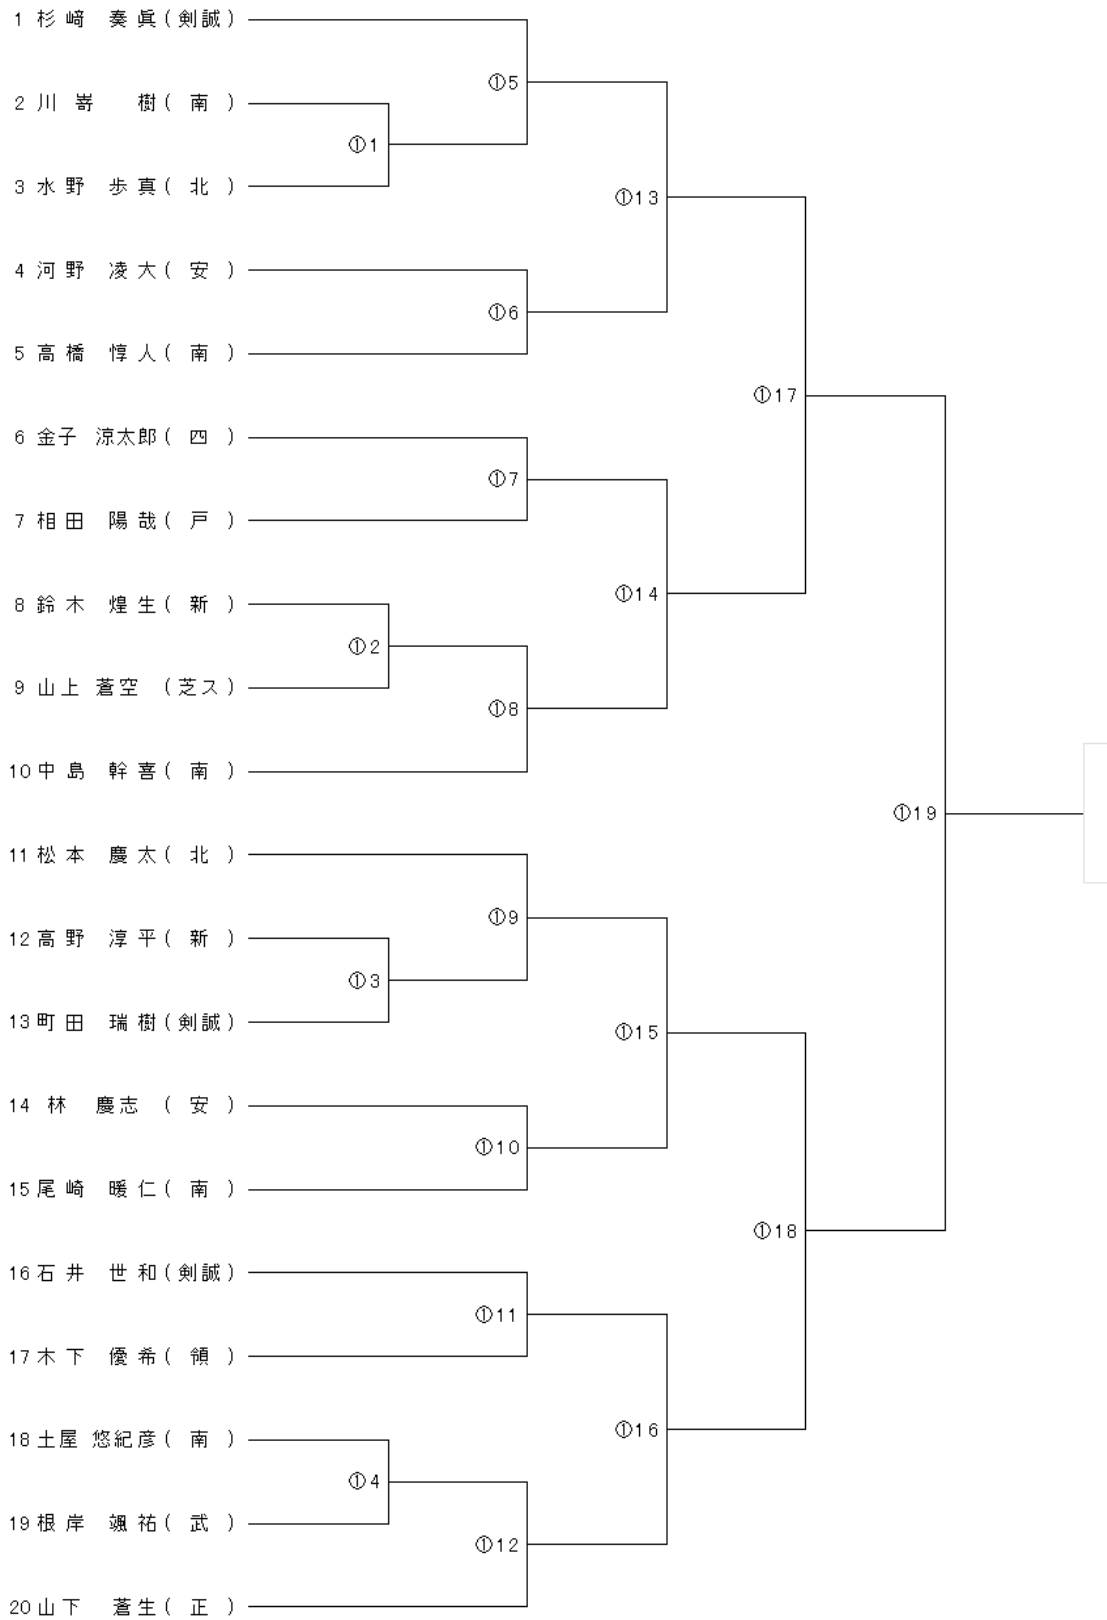 1 杉﨑 奏眞(剣誠)
①5
2 川嵜 樹(南)
①1
3 水野 歩真(北)
①13
4 河野 凌大(安)
①6
5 高橋 惇人(南)
①17
6 金子 涼太郎(四)
①7
7 相田 陽哉(戸)
①14
8 鈴木 煌生(新)
①2
9 山上 蒼空(芝ス)
①8
10 中島 幹喜(南)
①19
11 松本 慶太(北)
①9
12 高野 淳平(新)
①3
13 町田 瑞樹(剣誠)
①15
14 林 慶志(安)
①10
15 尾崎 暖仁(南)
①18
16 石井 世和(剣誠)
①11
17 木下 優希(領)
①16
18 土屋 悠紀彦(南)
①4
19 根岸 颯祐(武)
①12
20 山下 蒼生(正)